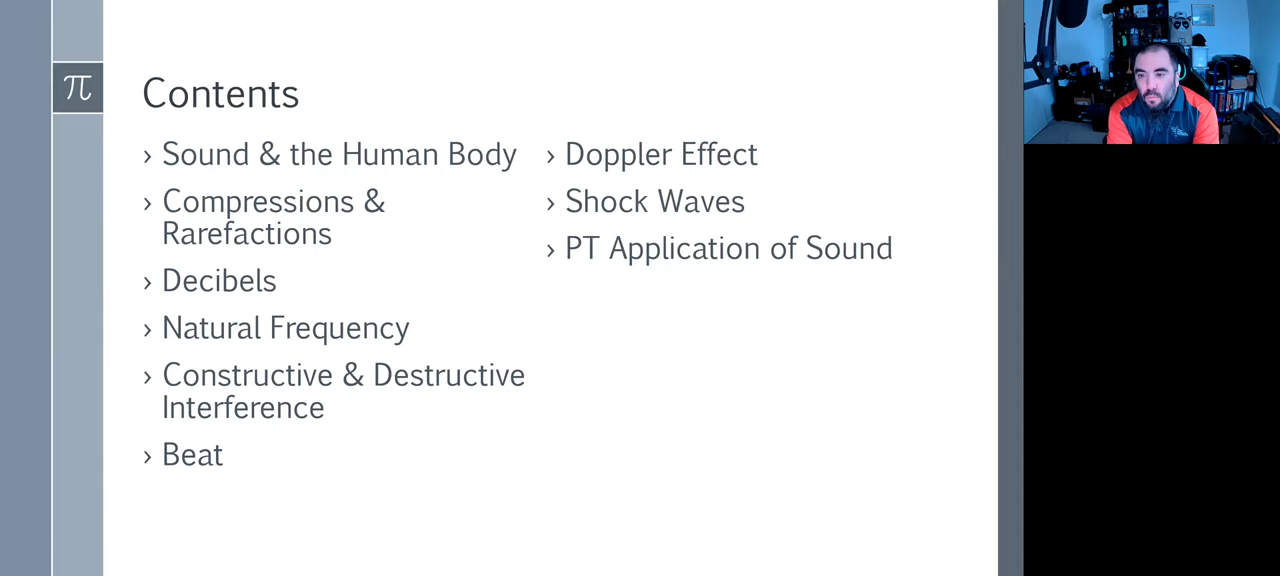 π
Contents
› Sound & the Human Body
› Compressions &
Rarefactions
› Decibels
› Natural Frequency
› Constructive & Destructive
Interference
› Beat
› Doppler Effect
› Shock Waves
› PT Application of Sound